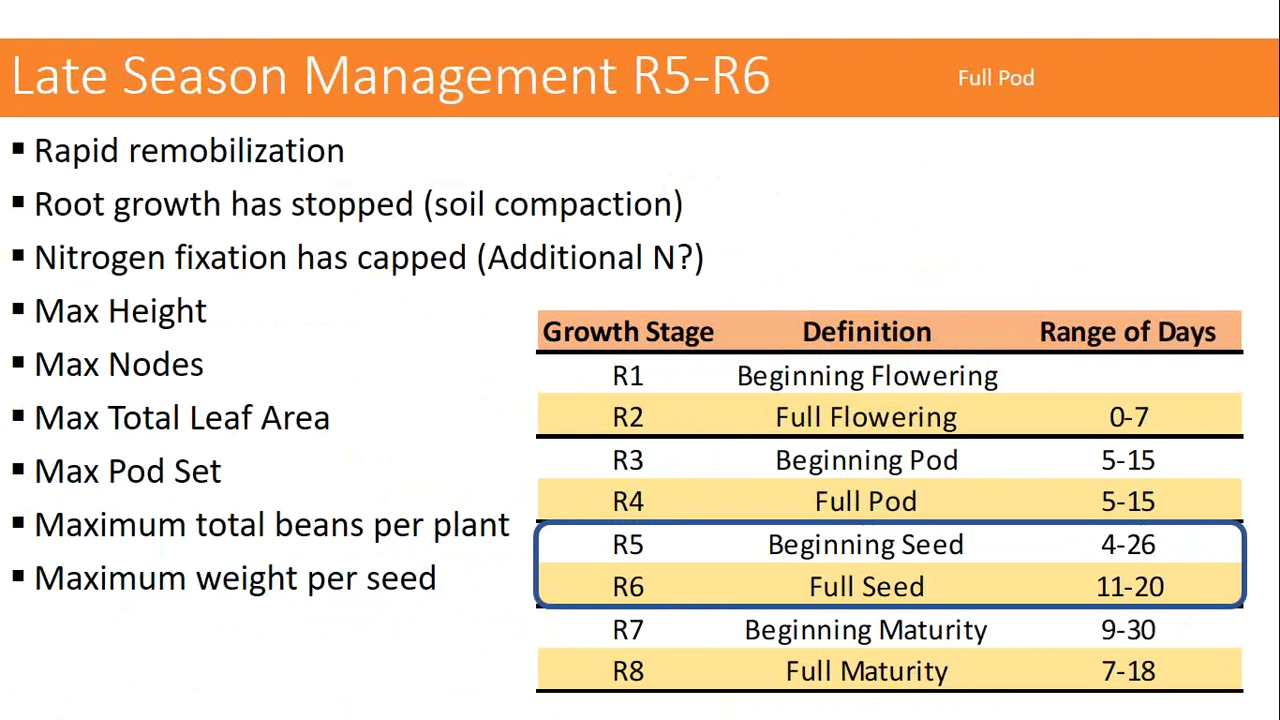 Late Season Management R5-R6
Full Pod
▪ Rapid remobilization
▪ Root growth has stopped (soil compaction)
▪ Nitrogen fixation has capped (Additional N?)
▪ Max Height
▪ Max Nodes
▪ Max Total Leaf Area
▪ Max Pod Set
▪ Maximum total beans per plant
▪ Maximum weight per seed
Growth Stage Definition Range of Days
R1 Beginning Flowering
R2 Full Flowering 0-7
R3 Beginning Pod 5-15
R4 Full Pod 5-15
R5 Beginning Seed 4-26
R6 Full Seed 11-20
R7 Beginning Maturity 9-30
R8 Full Maturity 7-18